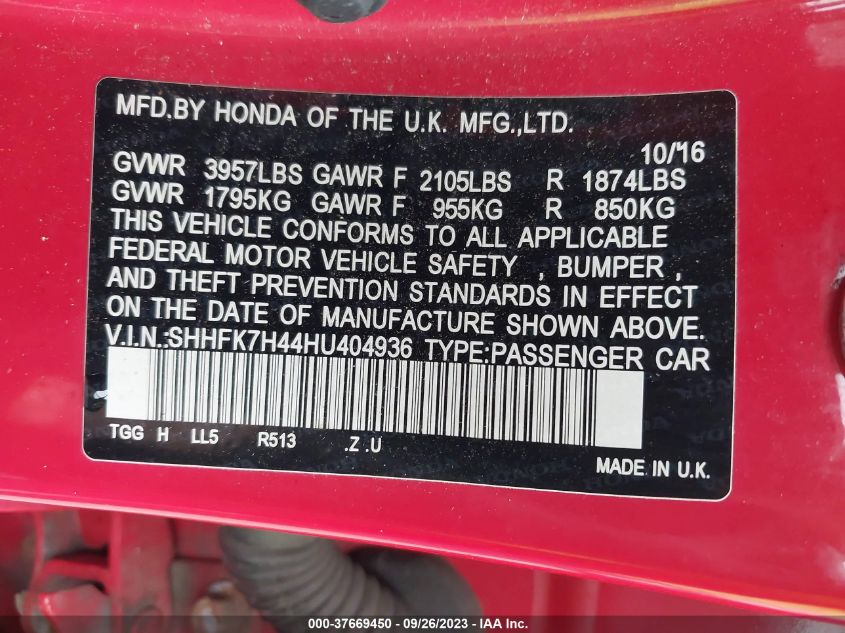 MFD.BY HONDA OF THE U.K. MFG.,LTD.
10/16
GVWR 3957LBS GAWR F 2105LBS R 1874LBS
GVWR 1795KG GAWR F 955KG R 850KG
THIS VEHICLE CONFORMS TO ALL APPLICABLE
FEDERAL MOTOR VEHICLE SAFETY , BUMPER ,
AND THEFT PREVENTION STANDARDS IN EFFECT
ON THE DATE OF MANUFACTURE SHOWN ABOVE.
V.I.N.:SHHFK7H44HU404936 TYPE:PASSENGER CAR
TGG H LL5 R513 .Z .U
MADE IN U.K.
000-37669450 - 09/26/2023 - IAA Inc.